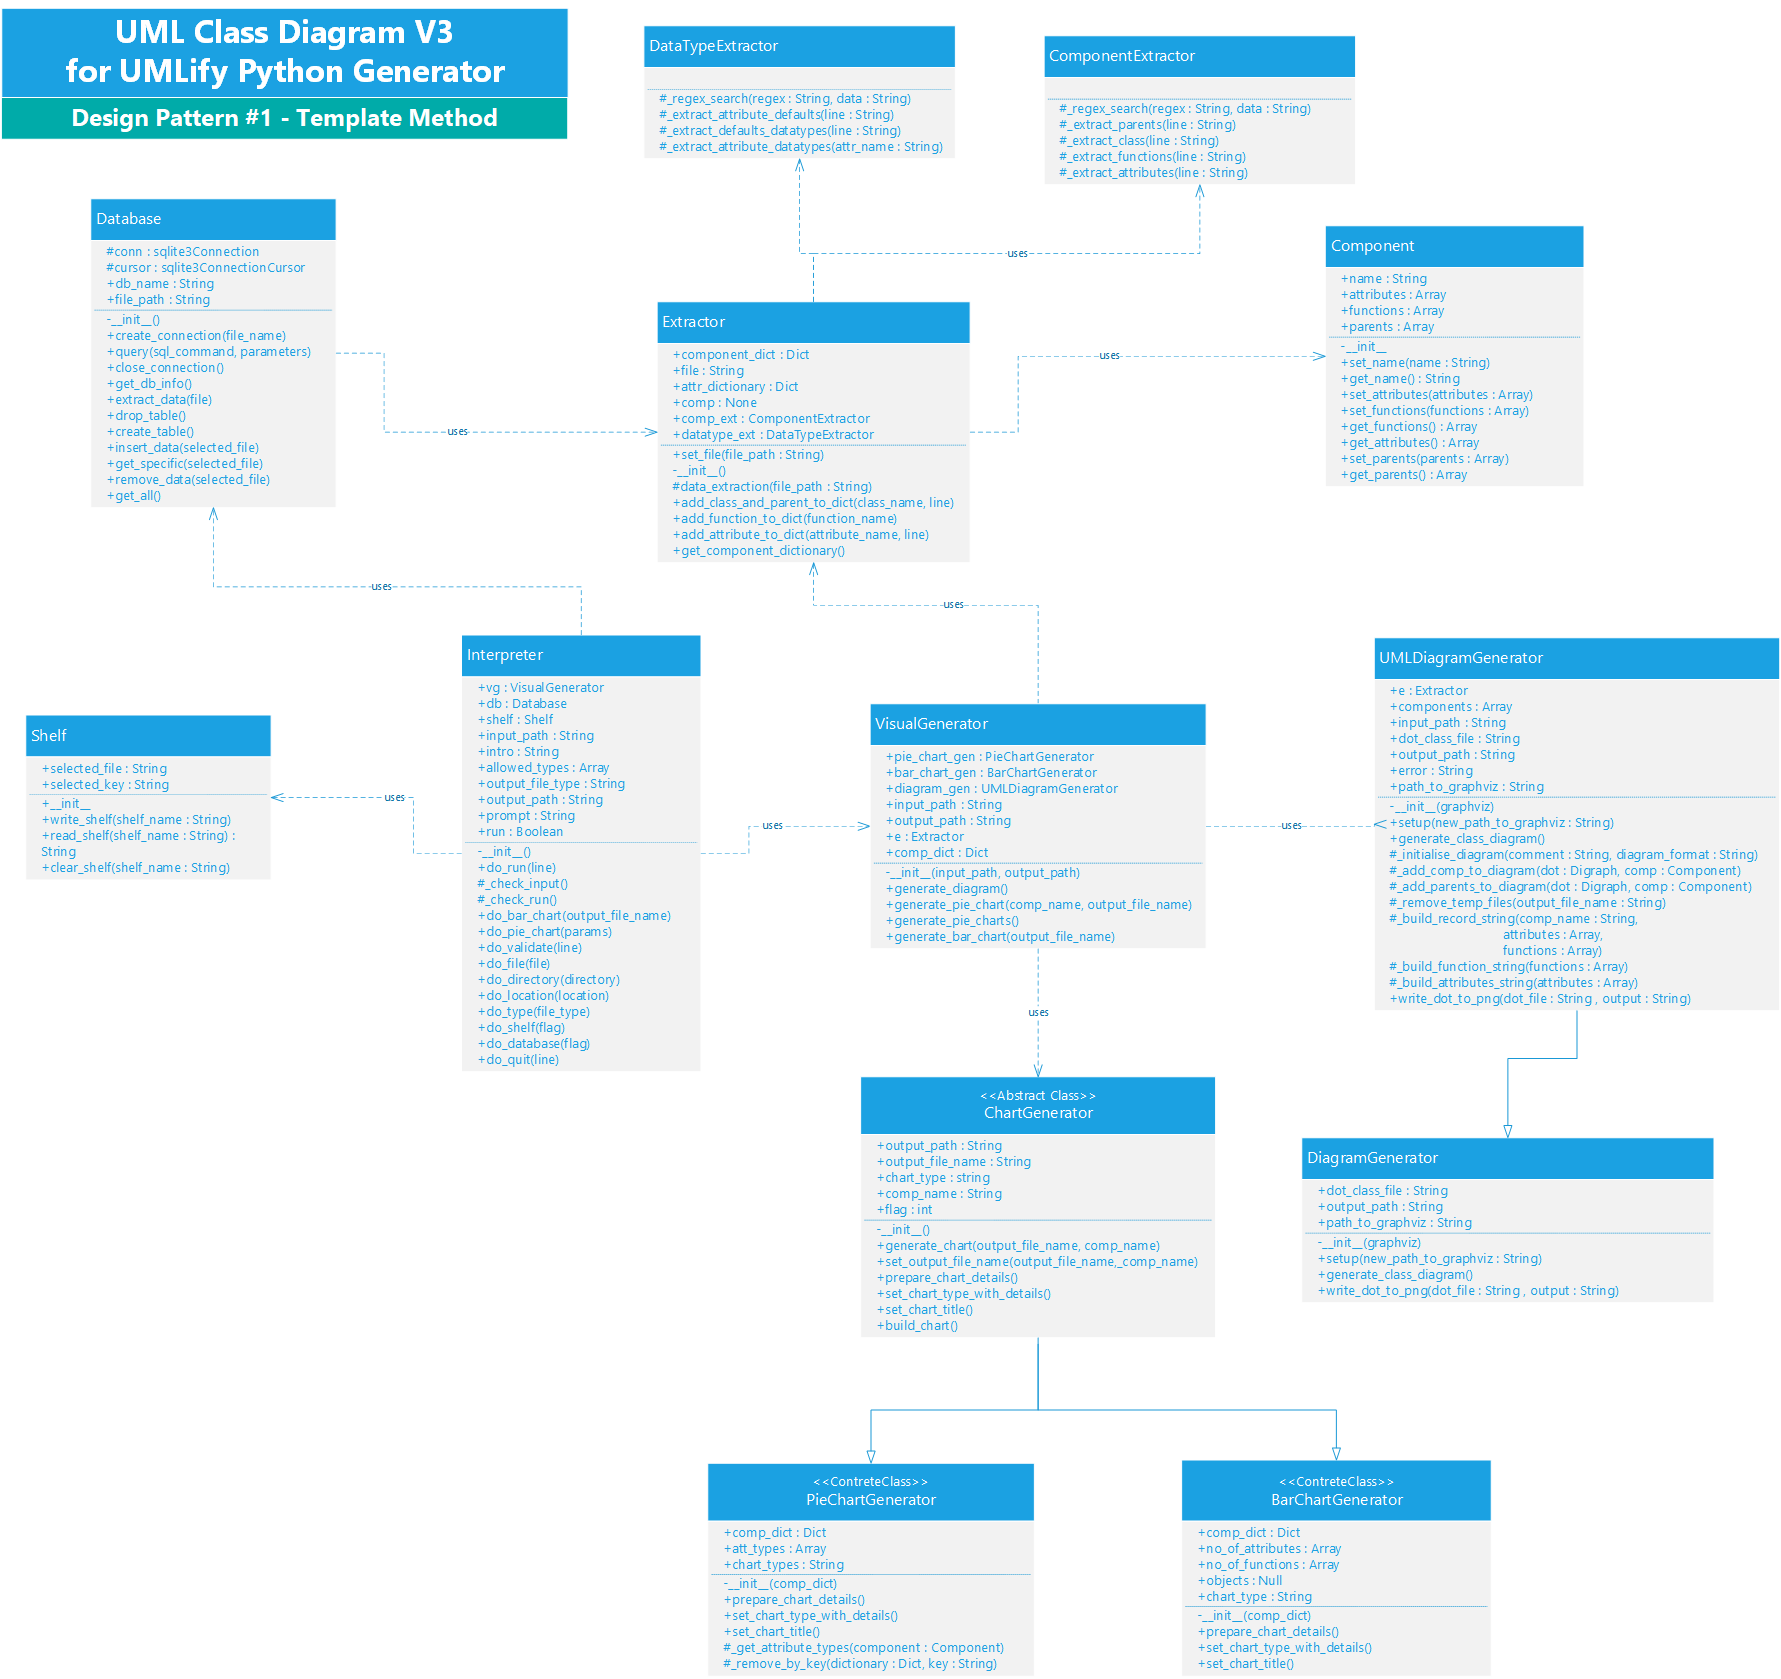 UML Class Diagram V3
for UMLify Python Generator
Design Pattern #1 - Template Method
DataTypeExtractor
#_regex_search(regex : String, data : String)
#_extract_attribute_defaults(line : String)
#_extract_defaults_datatypes(line : String)
#_extract_attribute_datatypes(attr_name : String)
ComponentExtractor
#_regex_search(regex : String, data : String)
#_extract_parents(line : String)
#_extract_class(line : String)
#_extract_functions(line : String)
#_extract_attributes(line : String)
uses
Database
#conn : sqlite3Connection
#cursor : sqlite3ConnectionCursor
+db_name : String
+file_path : String
-__init__()
+create_connection(file_name)
+query(sql_command, parameters)
+close_connection()
+get_db_info()
+extract_data(file)
+drop_table()
+create_table()
+insert_data(selected_file)
+get_specific(selected_file)
+remove_data(selected_file)
+get_all()
uses
Extractor
+component_dict : Dict
+file : String
+attr_dictionary : Dict
+comp : None
+comp_ext : ComponentExtractor
+datatype_ext : DataTypeExtractor
+set_file(file_path : String)
-__init__()
#data_extraction(file_path : String)
+add_class_and_parent_to_dict(class_name, line)
+add_function_to_dict(function_name)
+add_attribute_to_dict(attribute_name, line)
+get_component_dictionary()
uses
Component
+name : String
+attributes : Array
+functions : Array
+parents : Array
-__init__
+set_name(name : String)
+get_name() : String
+set_attributes(attributes : Array)
+set_functions(functions : Array)
+get_functions() : Array
+get_attributes() : Array
+set_parents(parents : Array)
+get_parents() : Array
uses
uses
Shelf
+selected_file : String
+selected_key : String
+__init__
+write_shelf(shelf_name : String)
+read_shelf(shelf_name : String) :
String
+clear_shelf(shelf_name : String)
uses
Interpreter
+vg : VisualGenerator
+db : Database
+shelf : Shelf
+input_path : String
+intro : String
+allowed_types : Array
+output_file_type : String
+output_path : String
+prompt : String
+run : Boolean
-__init__()
+do_run(line)
#_check_input()
#_check_run()
+do_bar_chart(output_file_name)
+do_pie_chart(params)
+do_validate(line)
+do_file(file)
+do_directory(directory)
+do_location(location)
+do_type(file_type)
+do_shelf(flag)
+do_database(flag)
+do_quit(line)
uses
VisualGenerator
+pie_chart_gen : PieChartGenerator
+bar_chart_gen : BarChartGenerator
+diagram_gen : UMLDiagramGenerator
+input_path : String
+output_path : String
+e : Extractor
+comp_dict : Dict
-__init__(input_path, output_path)
+generate_diagram()
+generate_pie_chart(comp_name, output_file_name)
+generate_pie_charts()
+generate_bar_chart(output_file_name)
uses
UMLDiagramGenerator
+e : Extractor
+components : Array
+input_path : String
+dot_class_file : String
+output_path : String
+error : String
+path_to_graphviz : String
-__init__(graphviz)
+setup(new_path_to_graphviz : String)
+generate_class_diagram()
#_initialise_diagram(comment : String, diagram_format : String)
#_add_comp_to_diagram(dot : Digraph, comp : Component)
#_add_parents_to_diagram(dot : Digraph, comp : Component)
#_remove_temp_files(output_file_name : String)
#_build_record_string(comp_name : String,
attributes : Array,
functions : Array)
#_build_function_string(functions : Array)
#_build_attributes_string(attributes : Array)
+write_dot_to_png(dot_file : String , output : String)
uses
<<Abstract Class>>
ChartGenerator
+output_path : String
+output_file_name : String
+chart_type : string
+comp_name : String
+flag : int
-__init__()
+generate_chart(output_file_name, comp_name)
+set_output_file_name(output_file_name,_comp_name)
+prepare_chart_details()
+set_chart_type_with_details()
+set_chart_title()
+build_chart()
DiagramGenerator
+dot_class_file : String
+output_path : String
+path_to_graphviz : String
-__init__(graphviz)
+setup(new_path_to_graphviz : String)
+generate_class_diagram()
+write_dot_to_png(dot_file : String , output : String)
<<ContreteClass>>
PieChartGenerator
+comp_dict : Dict
+att_types : Array
+chart_types : String
-__init__(comp_dict)
+prepare_chart_details()
+set_chart_type_with_details()
+set_chart_title()
#_get_attribute_types(component : Component)
#_remove_by_key(dictionary : Dict, key : String)
<<ContreteClass>>
BarChartGenerator
+comp_dict : Dict
+no_of_attributes : Array
+no_of_functions : Array
+objects : Null
+chart_type : String
-__init__(comp_dict)
+prepare_chart_details()
+set_chart_type_with_details()
+set_chart_title()